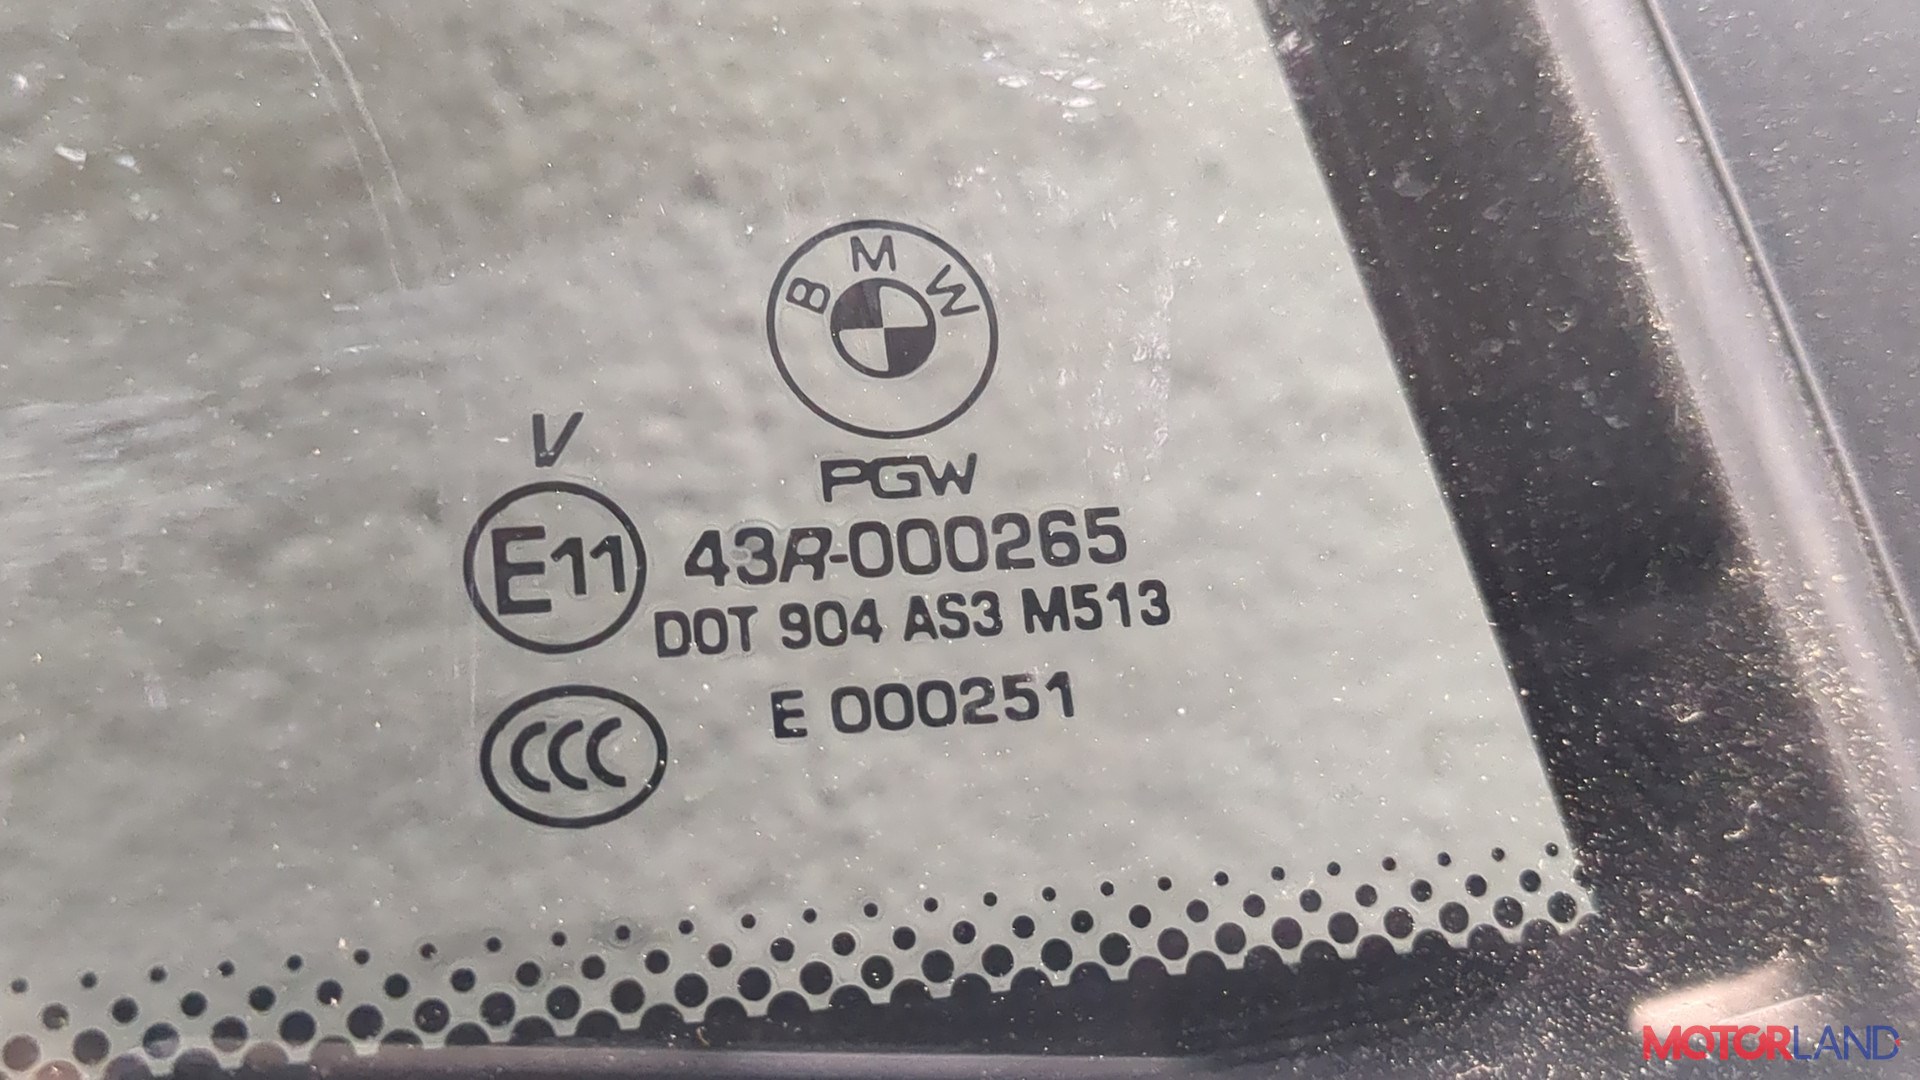 BMW
PGW
V
E11 43R-000265
DOT 904 AS3 M513
CCC E 000251
MOTORLAND